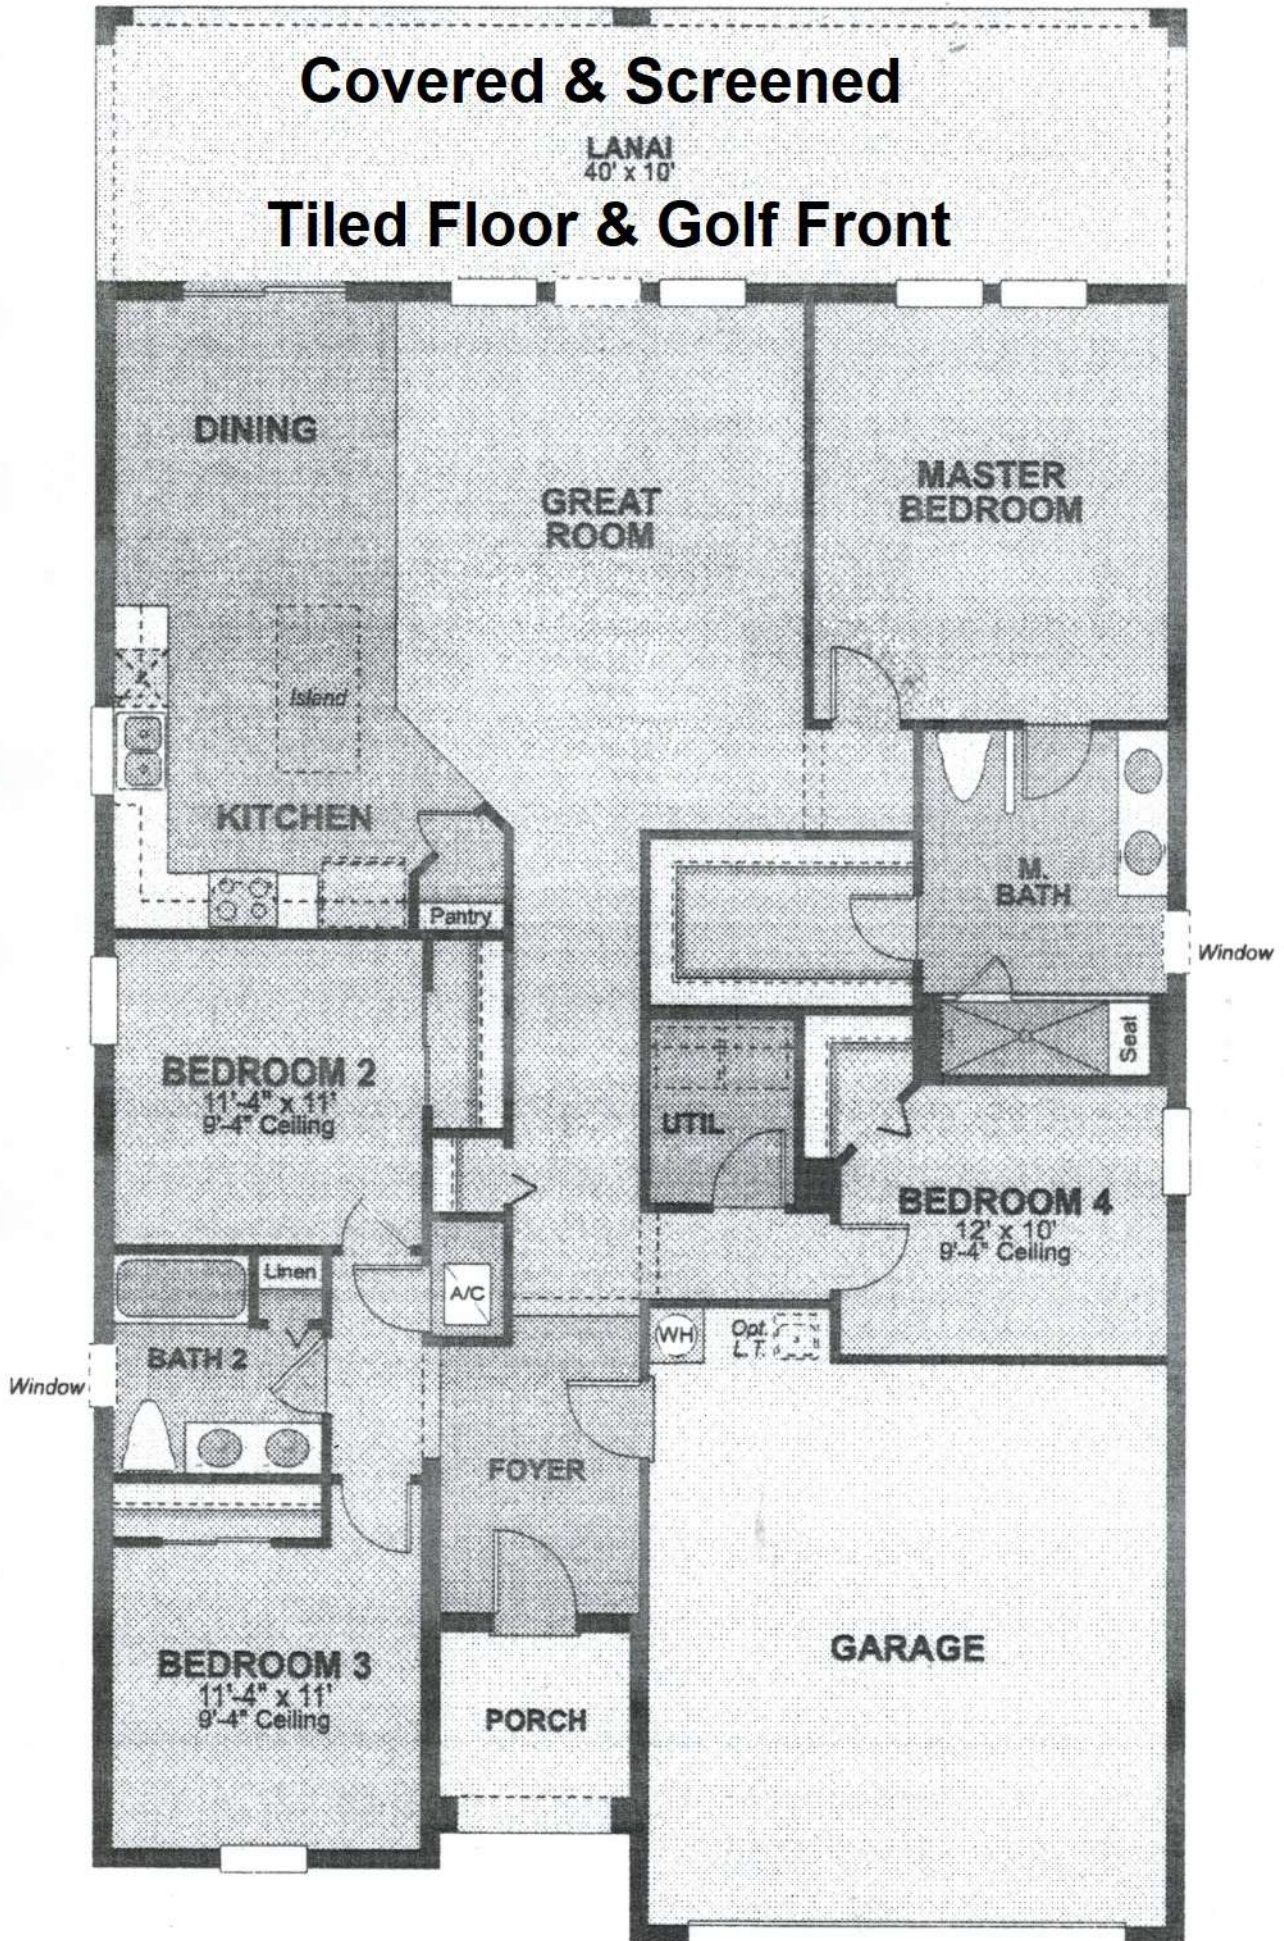 Covered & Screened
LANAI
40' x 10'
Tiled Floor & Golf Front
DINING
GREAT
ROOM
MASTER
BEDROOM
Island
KITCHEN
Pantry
M.
BATH
Window
Seat
BEDROOM 2
11'-4" x 11'
9'-4" Ceiling
UTIL
BEDROOM 4
12' x 10'
9'-4" Ceiling
Linen
A/C
WH
Opt.
L.T.
BATH 2
Window
FOYER
BEDROOM 3
11'-4" x 11'
9'-4" Ceiling
PORCH
GARAGE